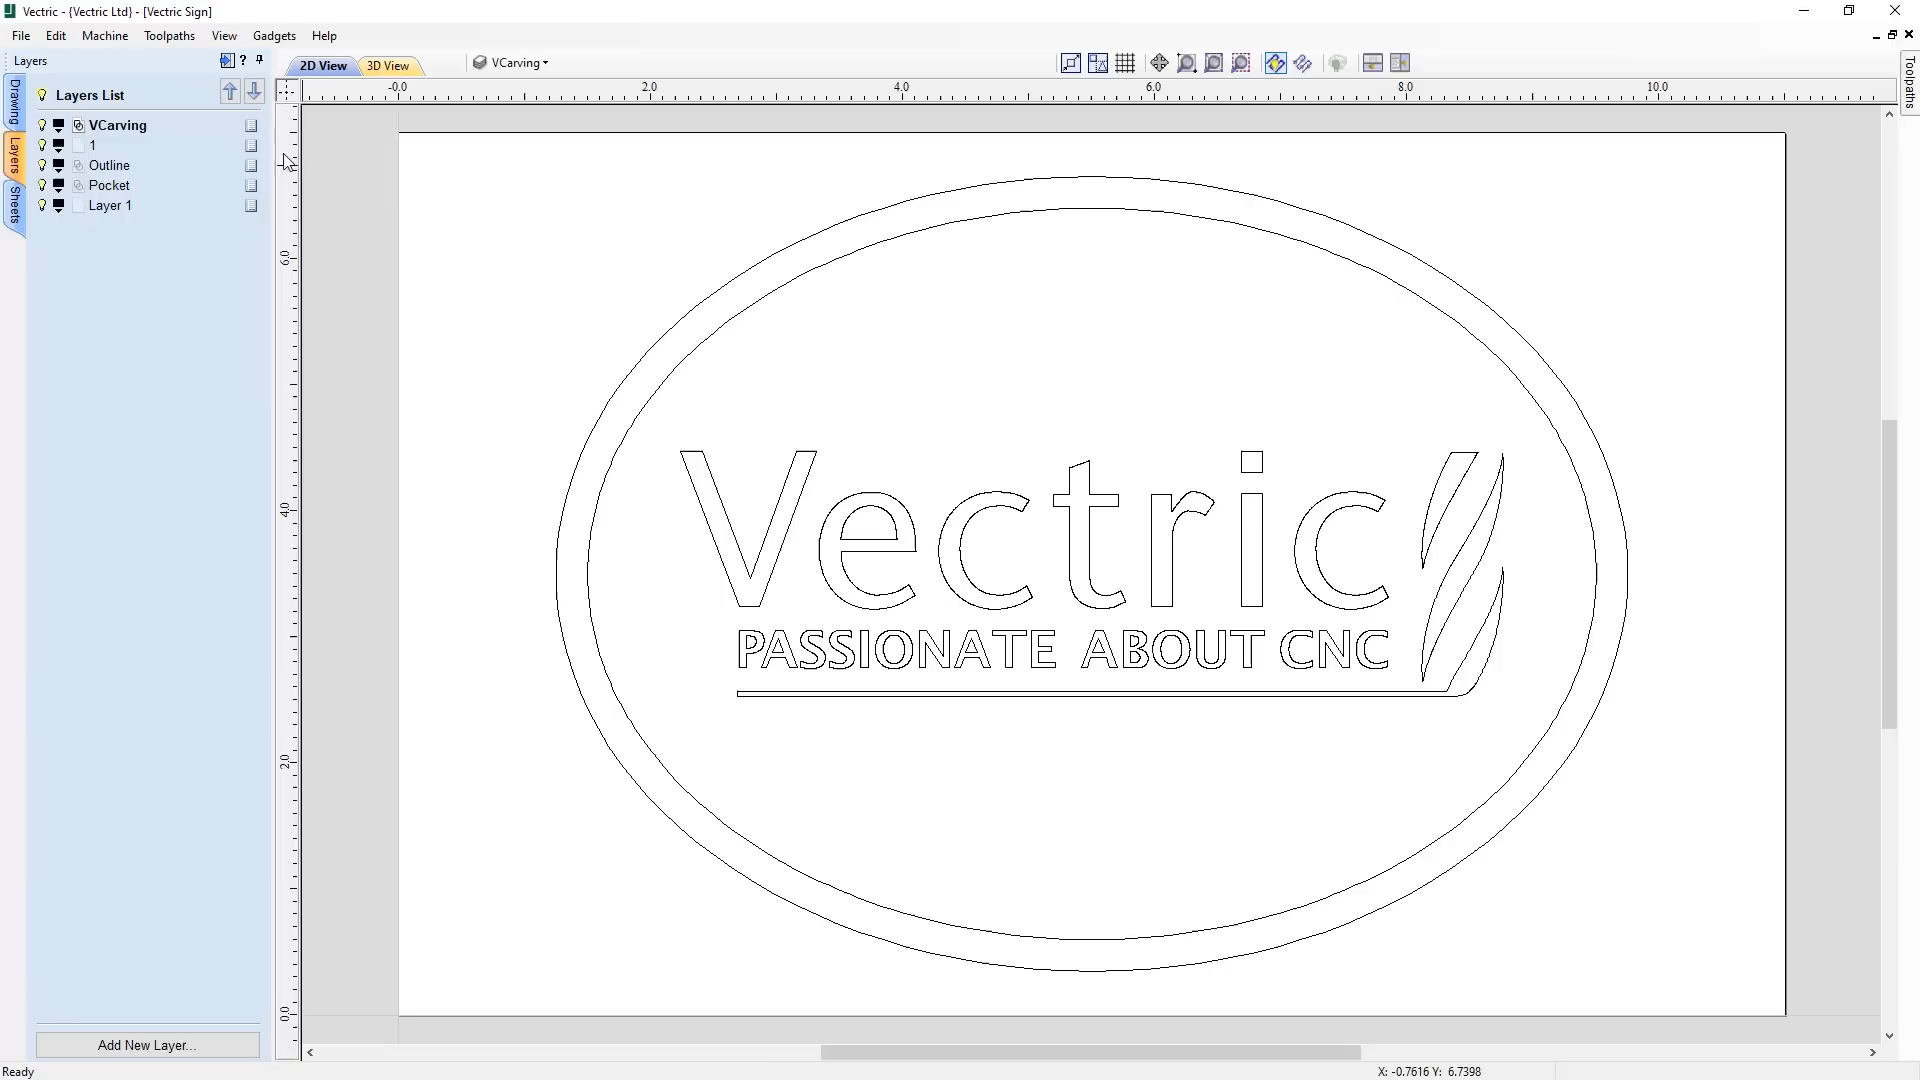 Vectric - {Vectric Ltd} - [Vectric Sign]
File Edit Machine Toolpaths View Gadgets Help
Layers ?
2D View 3D View VCarving
Drawing
Layers
Sheets
Toolpaths
Layers List
VCarving
1
Outline
Pocket
Layer 1
-0.0 2.0 4.0 6.0 8.0 10.0
6.0
4.0
2.0
0.0
Vectric
PASSIONATE ABOUT CNC
Add New Layer...
Ready X: -0.7616 Y: 6.7398